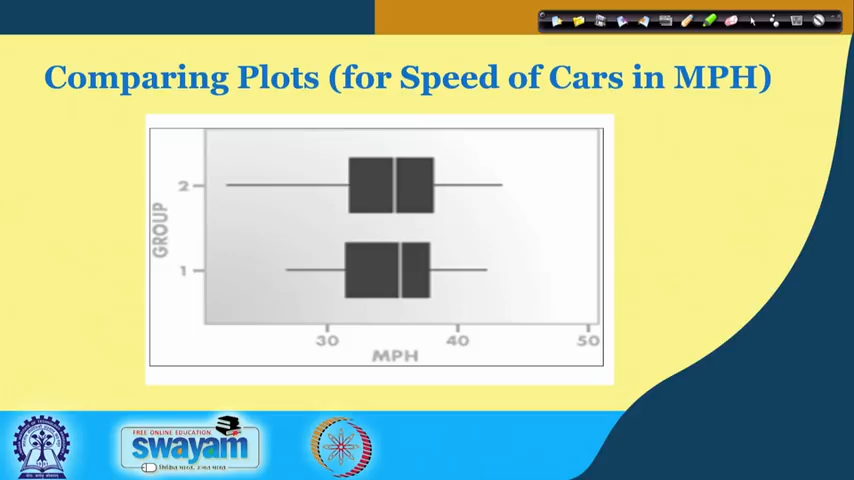 Comparing Plots (for Speed of Cars in MPH)
GROUP
2
1
30 40 50
MPH
FREE ONLINE EDUCATION
swayam